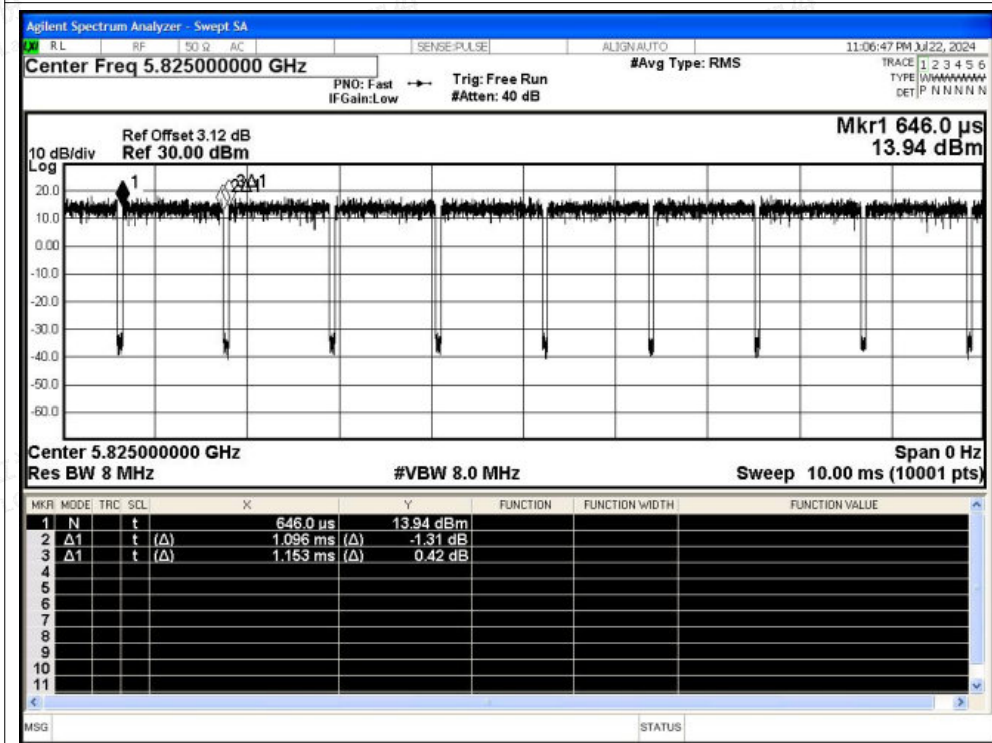 Agilent Spectrum Analyzer - Swept SA
LXI RL RF 50 Ω AC SENSE:PULSE ALIGNAUTO 11:06:47 PM Jul 22, 2024
Center Freq 5.825000000 GHz #Avg Type: RMS TRACE 1 2 3 4 5 6
PNO: Fast Trig: Free Run TYPE WWWWWW
IFGain:Low #Atten: 40 dB DET P N N N N N
Mkr1 646.0 µs
Ref Offset 3.12 dB
10 dB/div Ref 30.00 dBm 13.94 dBm
Log
1 2Δ1 3Δ1
20.0
10.0
0.00
-10.0
-20.0
-30.0
-40.0
-50.0
-60.0
Center 5.825000000 GHz Span 0 Hz
Res BW 8 MHz #VBW 8.0 MHz Sweep 10.00 ms (10001 pts)
MKR MODE TRC SCL X Y FUNCTION FUNCTION WIDTH FUNCTION VALUE
1 N t 646.0 µs 13.94 dBm
2 Δ1 t (Δ) 1.096 ms (Δ) -1.31 dB
3 Δ1 t (Δ) 1.153 ms (Δ) 0.42 dB
4
5
6
7
8
9
10
11
MSG STATUS